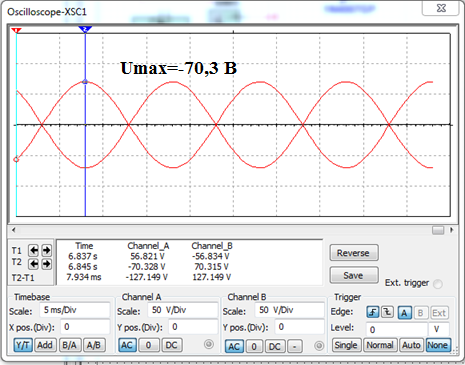 Oscilloscope-XSC1
1 2
Umax=-70,3 В
Time Channel_A Channel_B
T1 6.837 s 56.821 V -56.834 V
T2 6.845 s -70.328 V 70.315 V
T2-T1 7.934 ms -127.149 V 127.149 V
Reverse
Save
Ext. trigger
Timebase Channel A Channel B Trigger
Scale: 5 ms/Div Scale: 50 V/Div Scale: 50 V/Div Edge: A B Ext
X pos.(Div): 0 Y pos.(Div): 0 Y pos.(Div): 0 Level: 0 V
Y/T Add B/A A/B AC 0 DC AC 0 DC - Single Normal Auto None